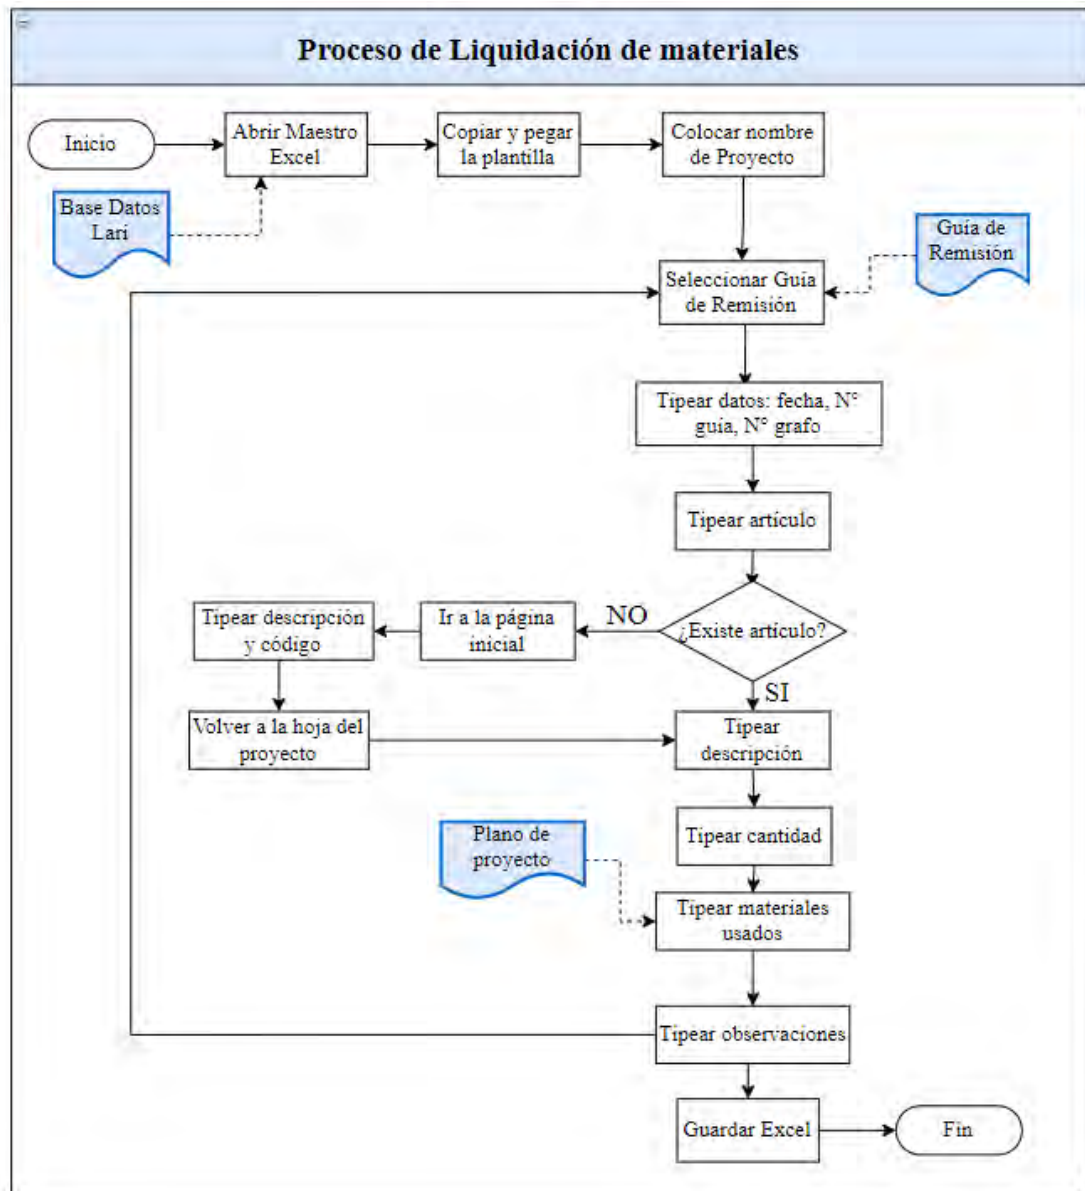 Proceso de Liquidación de materiales
Inicio
Abrir Maestro
Excel
Copiar y pegar
la plantilla
Colocar nombre
de Proyecto
Base Datos
Lari
Guía de
Remisión
Seleccionar Guía
de Remisión
Tipear datos: fecha, N°
guía, N° grafo
Tipear artículo
¿Existe artículo?
NO
Ir a la página
inicial
Tipear descripción
y código
SI
Volver a la hoja del
proyecto
Tipear
descripción
Tipear cantidad
Plano de
proyecto
Tipear materiales
usados
Tipear observaciones
Guardar Excel
Fin